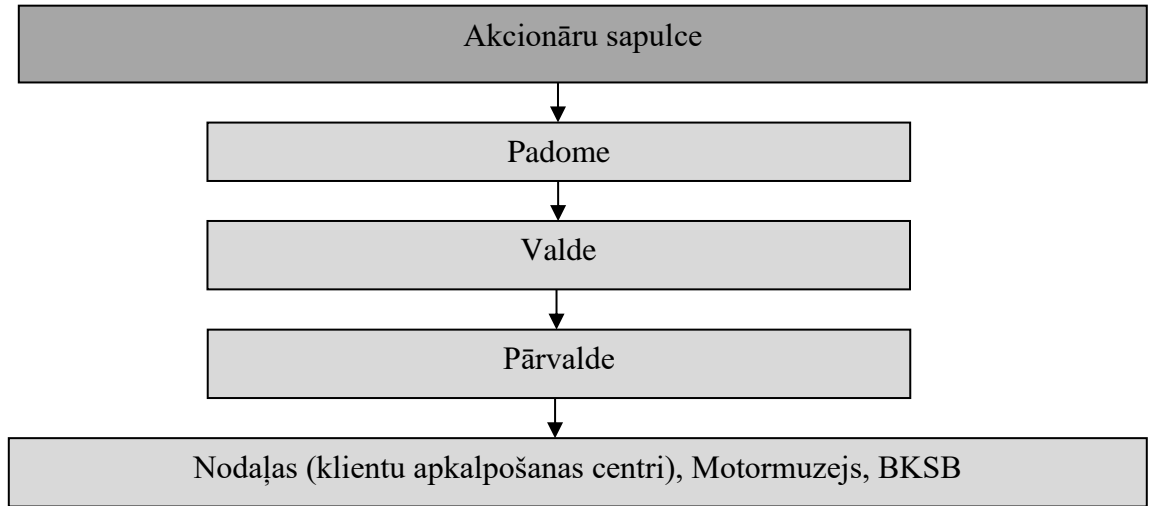 Akcionāru sapulce
Padome
Valde
Pārvalde
Nodaļas (klientu apkalpošanas centri), Motormuzejs, BKSB